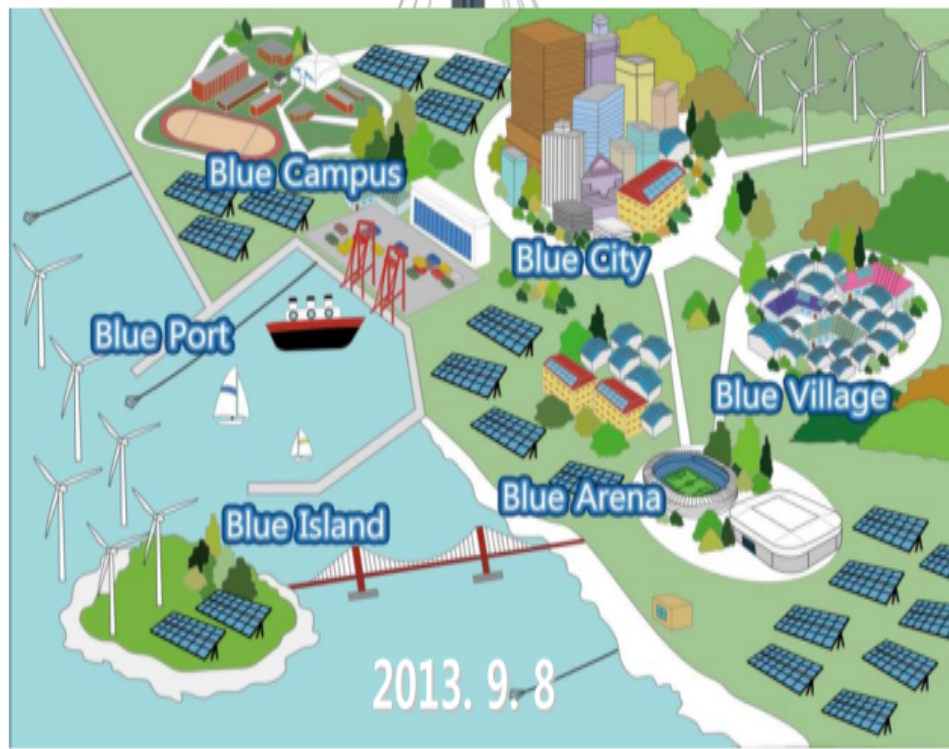 Blue Campus
Blue City
Blue Port
Blue Village
Blue Arena
Blue Island
2013. 9. 8